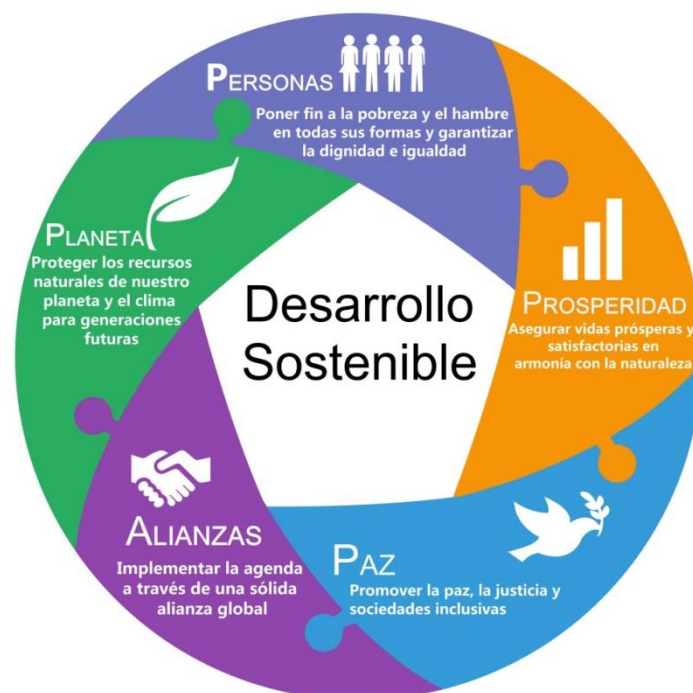 PERSONAS
Poner fin a la pobreza y el hambre
en todas sus formas y garantizar
la dignidad e igualdad
PLANETA
Proteger los recursos
naturales de nuestro
planeta y el clima
para generaciones
futuras
Desarrollo
Sostenible
PROSPERIDAD
Asegurar vidas prósperas y
satisfactorias en
armonía con la naturaleza
ALIANZAS
Implementar la agenda
a través de una sólida
alianza global
PAZ
Promover la paz, la justicia y
sociedades inclusivas